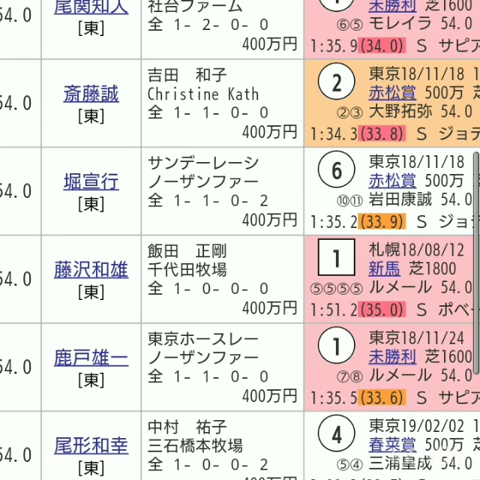 54.0 尾関知人 [東] 社台ファーム
全 1- 2- 0- 0
400万円
未勝利 芝1600
⑥⑤ モレイラ 54.0
1:35.9 (34.0) S サピ
54.0 斎藤誠 [東] 吉田 和子
Christine Kath
全 1- 1- 0- 0
400万円
2 東京18/11/18 1
赤松賞 500万
②③ 大野拓弥 54.0
1:34.3 (33.8) S ジョデ
54.0 堀宣行 [東] サンデーレーシ
ノーザンファー
全 1- 1- 0- 2
400万円
6 東京18/11/18
赤松賞 500万
⑩⑪ 岩田康誠 54.0
1:35.2 (33.9) S ジョデ
54.0 藤沢和雄 [東] 飯田 正剛
千代田牧場
全 1- 0- 0- 0
400万円
1 札幌18/08/12
新馬 芝1800
⑤⑤⑤⑤ ルメール 54.0
1:51.2 (35.0) S ポベー
54.0 鹿戸雄一 [東] 東京ホースレー
ノーザンファー
全 1- 1- 0- 0
400万円
1 東京18/11/24
未勝利 芝1600
⑦⑧ ルメール 54.0
1:35.5 (33.6) S サピ
54.0 尾形和幸 [東] 中村 祐子
三石橋本牧場
全 1- 0- 0- 2
4 東京19/02/02 1
春菜賞 500万
⑤④ 三浦皇成 54.0